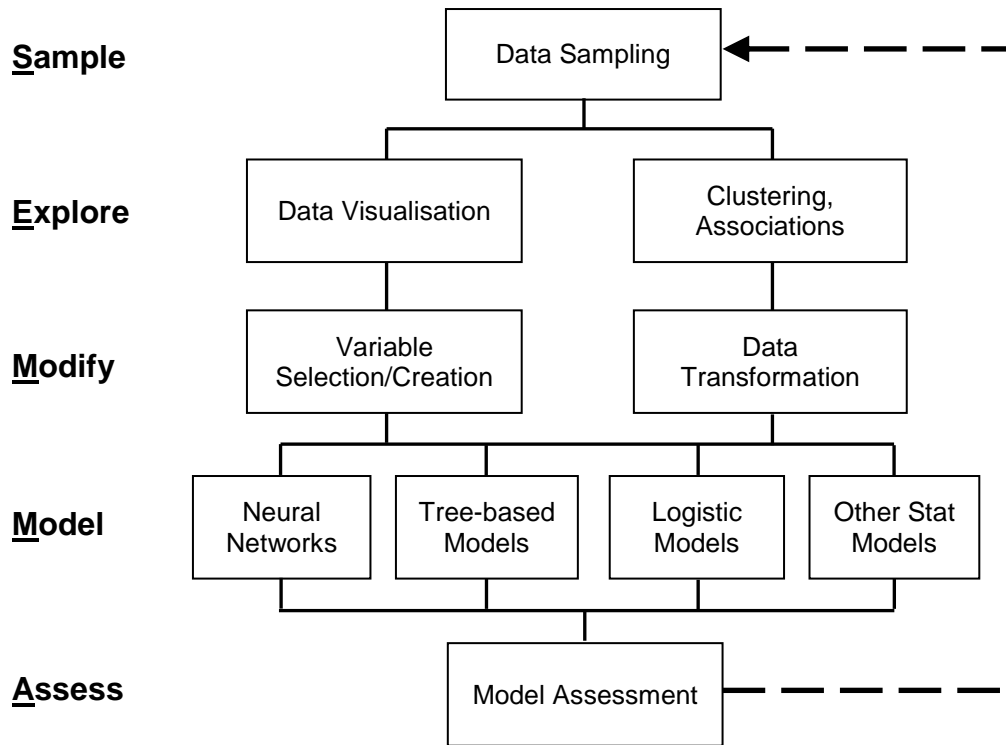 Sample
Data Sampling
Explore
Data Visualisation
Clustering,
Associations
Modify
Variable
Selection/Creation
Data
Transformation
Model
Neural
Networks
Tree-based
Models
Logistic
Models
Other Stat
Models
Assess
Model Assessment